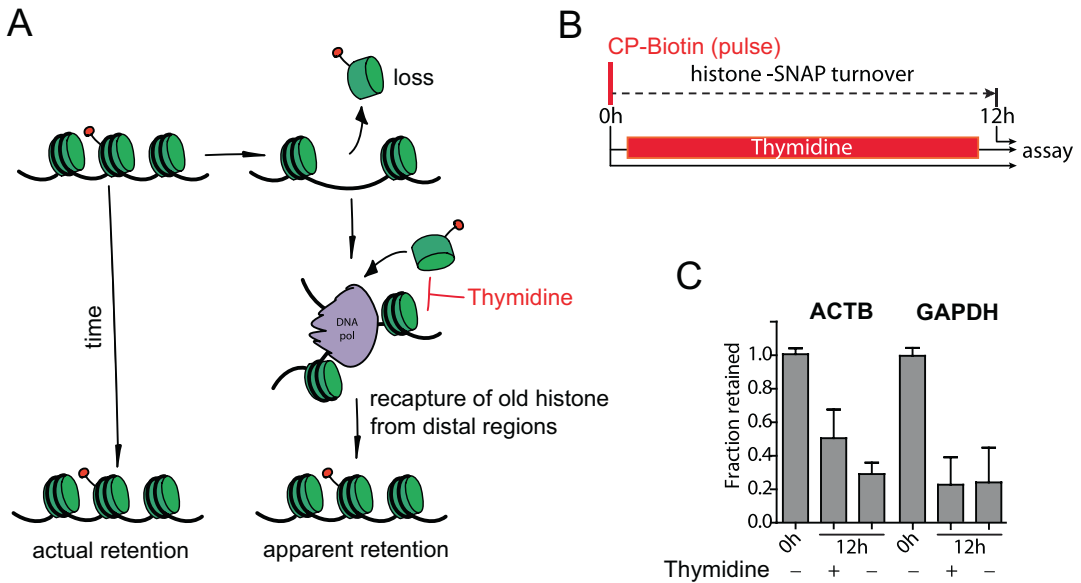 A
loss
time
DNA
pol
Thymidine
recapture of old histone
from distal regions
actual retention
apparent retention
B
CP-Biotin (pulse)
histone -SNAP turnover
0h
12h
Thymidine
assay
C
ACTB
GAPDH
Fraction retained
1.0
0.8
0.6
0.4
0.2
0.0
0h
12h
0h
12h
Thymidine
– + – – + –